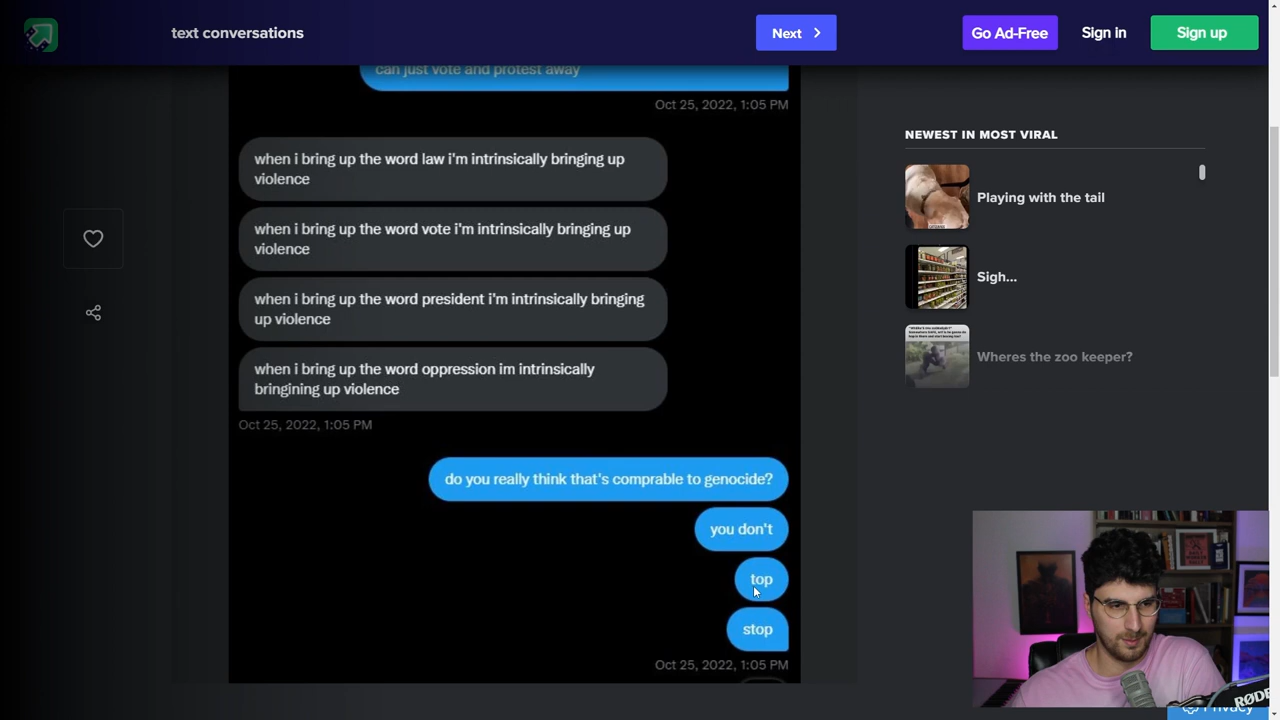 text conversations
Next
Go Ad-Free
Sign in
Sign up
can just vote and protest away
Oct 25, 2022, 1:05 PM
when i bring up the word law i'm intrinsically bringing up
violence
when i bring up the word vote i'm intrinsically bringing up
violence
when i bring up the word president i'm intrinsically bringing
up violence
when i bring up the word oppression im intrinsically
bringining up violence
Oct 25, 2022, 1:05 PM
do you really think that's comprable to genocide?
you don't
top
stop
Oct 25, 2022, 1:05 PM
NEWEST IN MOST VIRAL
Playing with the tail
Sigh...
Wheres the zoo keeper?
RØDE
Privacy